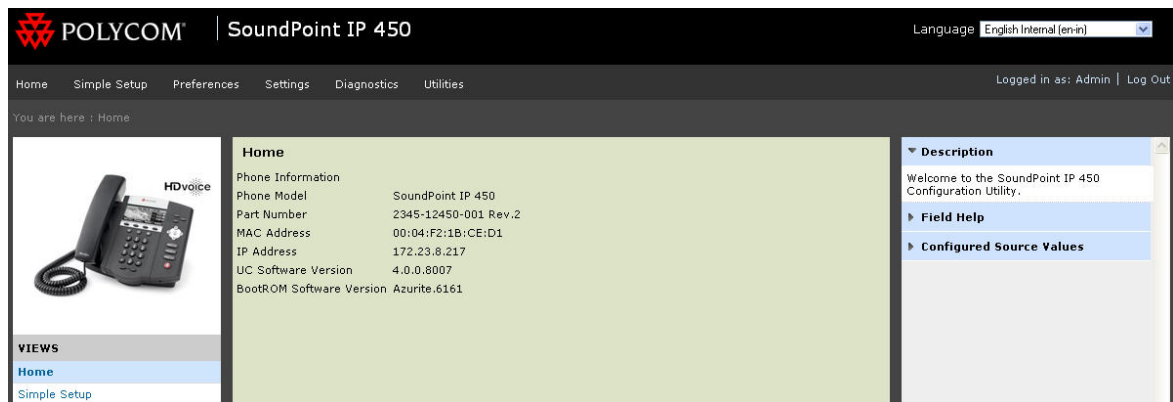 POLYCOM® SoundPoint IP 450
Language English Internal (en-in)
Home Simple Setup Preferences Settings Diagnostics Utilities
Logged in as: Admin | Log Out
You are here : Home
HDvoice
VIEWS
Home
Simple Setup
Home
Phone Information
Phone Model SoundPoint IP 450
Part Number 2345-12450-001 Rev.2
MAC Address 00:04:F2:1B:CE:D1
IP Address 172.23.8.217
UC Software Version 4.0.0.8007
BootROM Software Version Azurite.6161
Description
Welcome to the SoundPoint IP 450
Configuration Utility.
Field Help
Configured Source Values